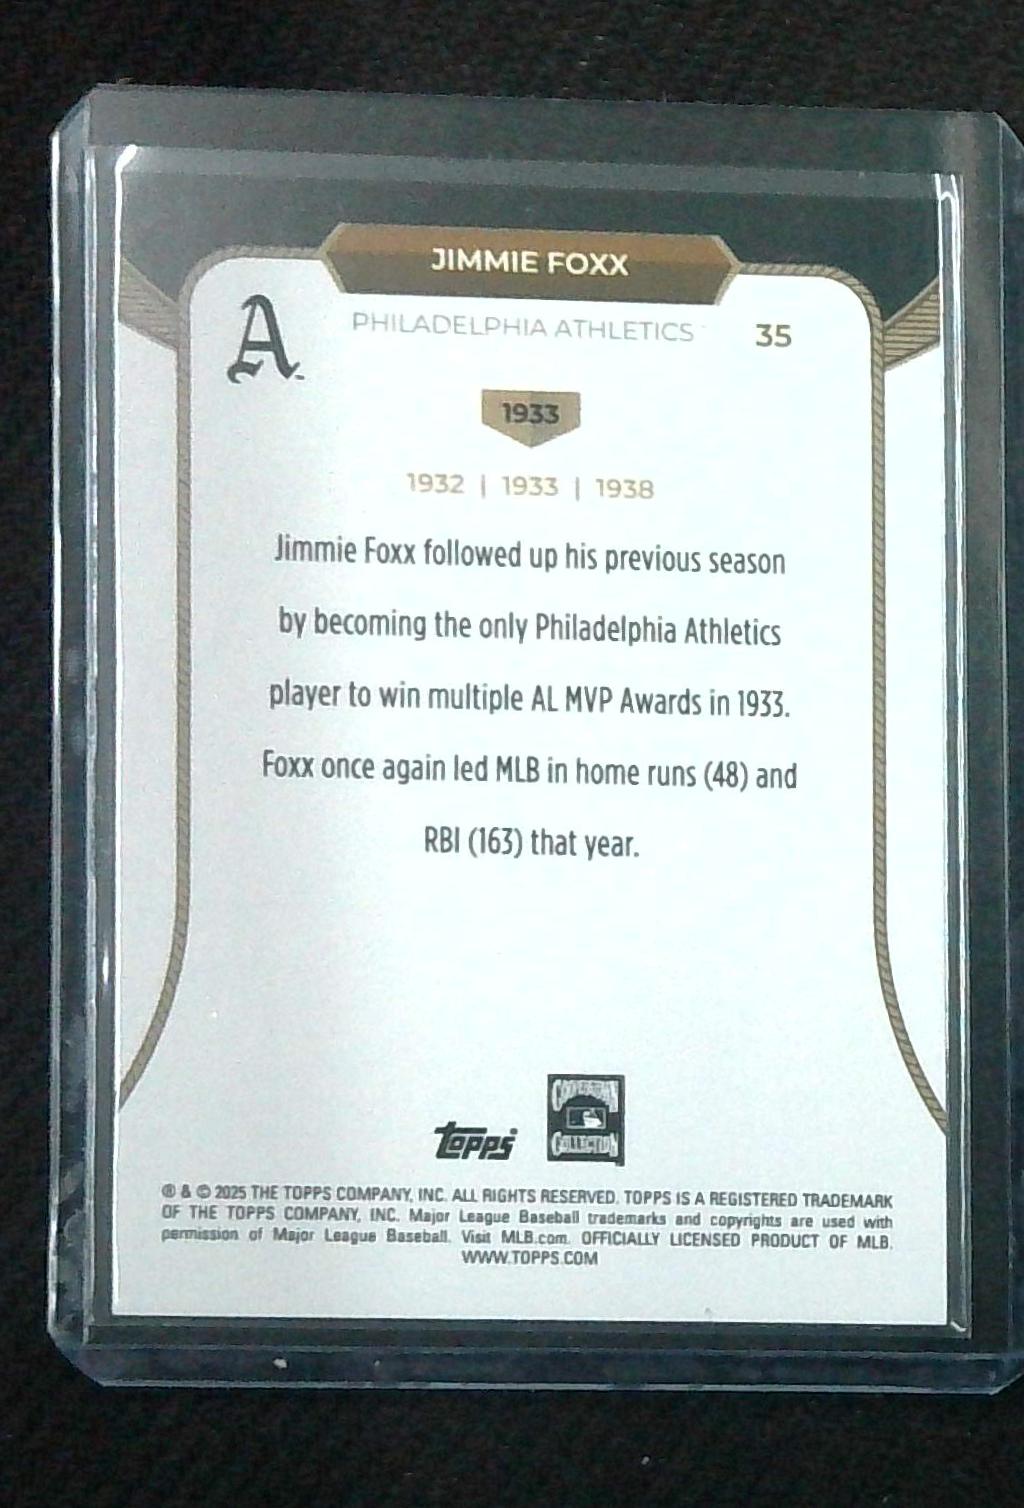 JIMMIE FOXX
A
PHILADELPHIA ATHLETICS
35
1933
1932 | 1933 | 1938
Jimmie Foxx followed up his previous season
by becoming the only Philadelphia Athletics
player to win multiple AL MVP Awards in 1933.
Foxx once again led MLB in home runs (48) and
RBI (163) that year.
topps
COOPERSTOWN
COLLECTION
® & © 2025 THE TOPPS COMPANY, INC. ALL RIGHTS RESERVED. TOPPS IS A REGISTERED TRADEMARK
OF THE TOPPS COMPANY, INC. Major League Baseball trademarks and copyrights are used with
permission of Major League Baseball. Visit MLB.com. OFFICIALLY LICENSED PRODUCT OF MLB.
WWW.TOPPS.COM